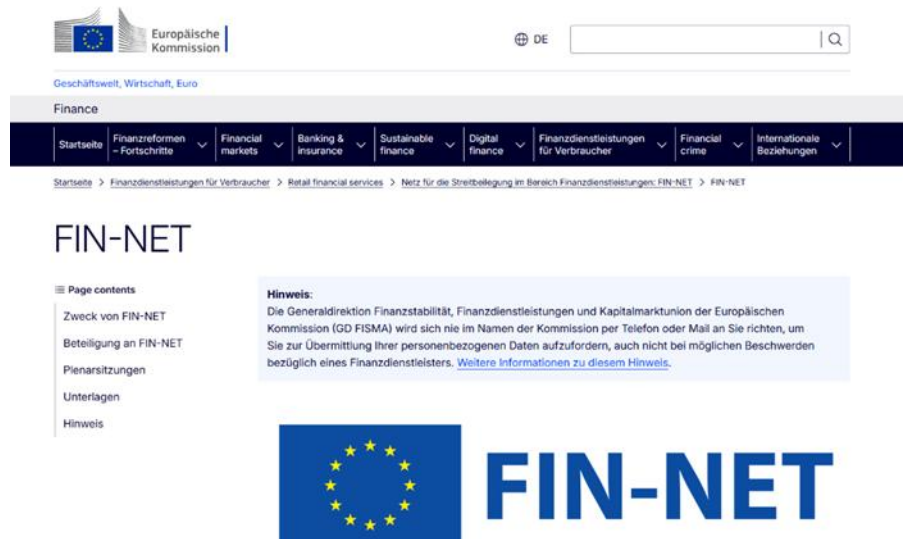 Europäische
Kommission
DE
Geschäftswelt, Wirtschaft, Euro
Finance
Startseite
Finanzreformen
– Fortschritte
Financial
markets
Banking &
insurance
Sustainable
finance
Digital
finance
Finanzdienstleistungen
für Verbraucher
Financial
crime
Internationale
Beziehungen
Startseite > Finanzdienstleistungen für Verbraucher > Retail financial services > Netz für die Streitbeilegung im Bereich Finanzdienstleistungen: FIN-NET > FIN-NET
FIN-NET
Page contents
Zweck von FIN-NET
Beteiligung an FIN-NET
Plenarsitzungen
Unterlagen
Hinweis
Hinweis:
Die Generaldirektion Finanzstabilität, Finanzdienstleistungen und Kapitalmarktunion der Europäischen
Kommission (GD FISMA) wird sich nie im Namen der Kommission per Telefon oder Mail an Sie richten, um
Sie zur Übermittlung Ihrer personenbezogenen Daten aufzufordern, auch nicht bei möglichen Beschwerden
bezüglich eines Finanzdienstleisters. Weitere Informationen zu diesem Hinweis.
FIN-NET